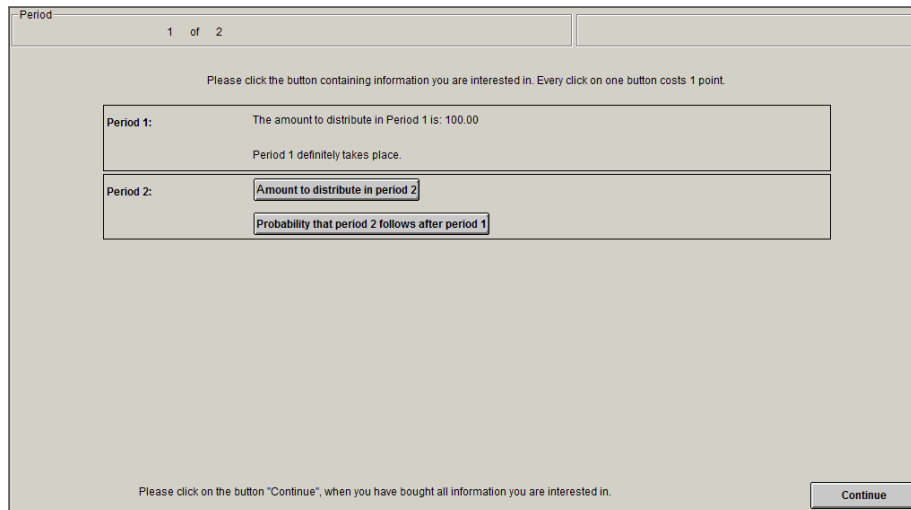 Period
1 of 2
Please click the button containing information you are interested in. Every click on one button costs 1 point.
Period 1:
The amount to distribute in Period 1 is: 100.00
Period 1 definitely takes place.
Period 2:
Amount to distribute in period 2
Probability that period 2 follows after period 1
Please click on the button "Continue", when you have bought all information you are interested in.
Continue